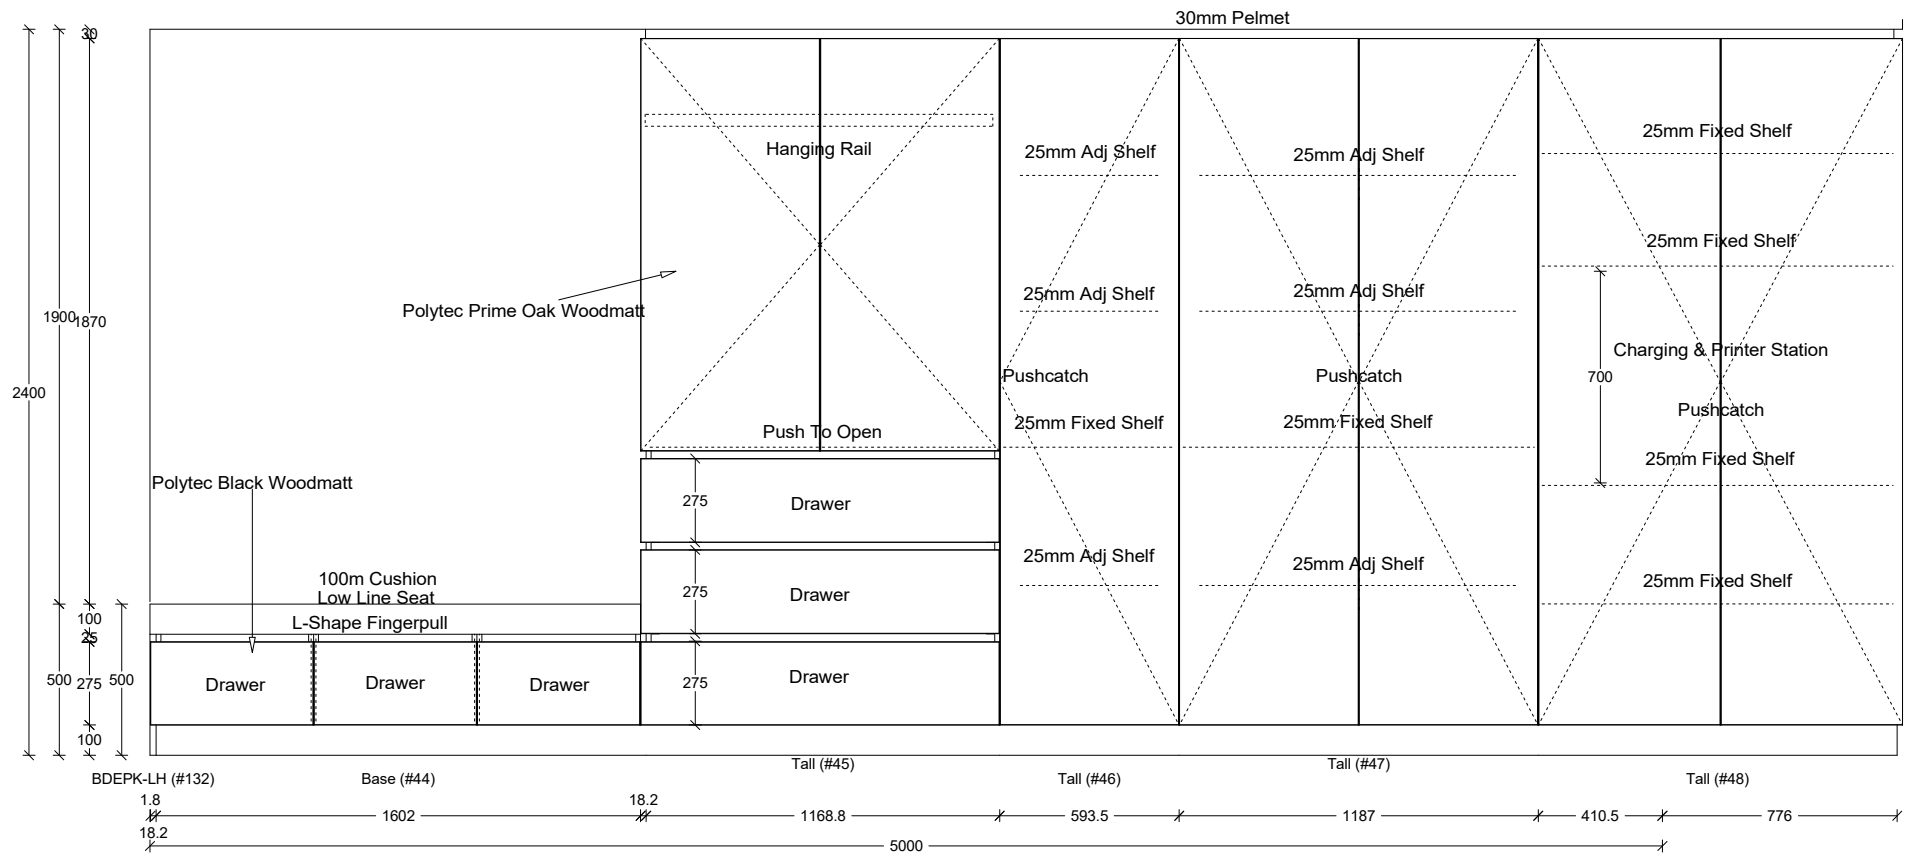 30mm Pelmet
30
25mm Fixed Shelf
Hanging Rail
25mm Adj Shelf
25mm Adj Shelf
25mm Fixed Shelf
25mm Adj Shelf
25mm Adj Shelf
Polytec Prime Oak Woodmatt
1900
1870
Charging & Printer Station
Pushcatch
Pushcatch
700
2400
Pushcatch
25mm Fixed Shelf
25mm Fixed Shelf
Push To Open
25mm Fixed Shelf
Polytec Black Woodmatt
275
Drawer
25mm Adj Shelf
25mm Adj Shelf
25mm Fixed Shelf
100m Cushion
Low Line Seat
275
Drawer
100
L-Shape Fingerpull
25
500
275
500
Drawer
Drawer
Drawer
275
Drawer
100
BDEPK-LH (#132)
Base (#44)
Tall (#45)
Tall (#46)
Tall (#47)
Tall (#48)
1.8
18.2
1602
1168.8
593.5
1187
410.5
776
18.2
5000